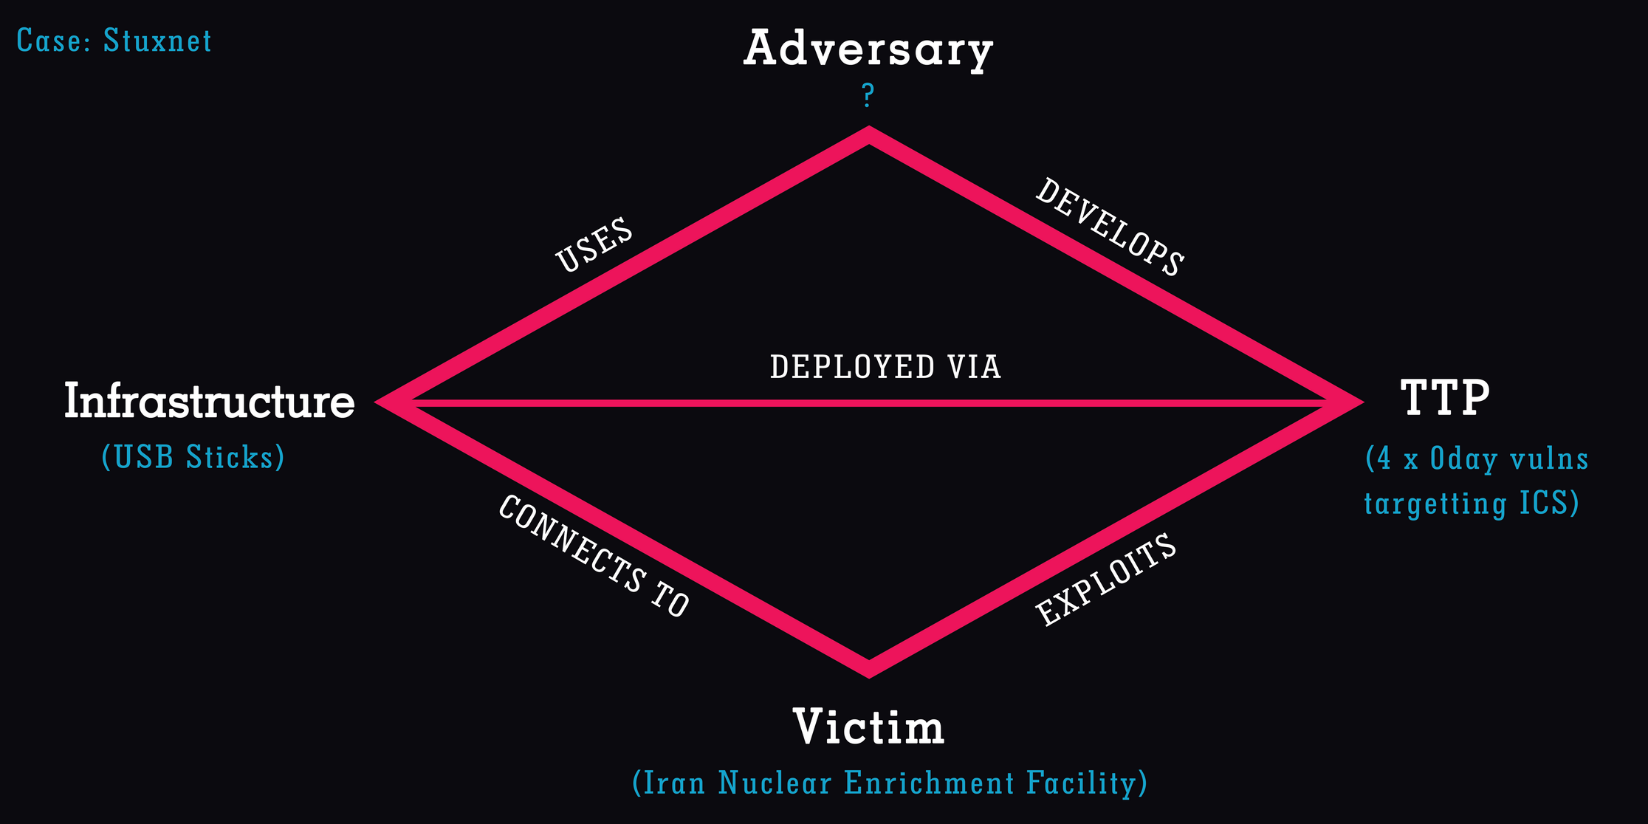 Case: Stuxnet
Adversary
?
USES
DEVELOPS
DEPLOYED VIA
Infrastructure
(USB Sticks)
TTP
(4 x 0day vulns
targetting ICS)
CONNECTS TO
EXPLOITS
Victim
(Iran Nuclear Enrichment Facility)